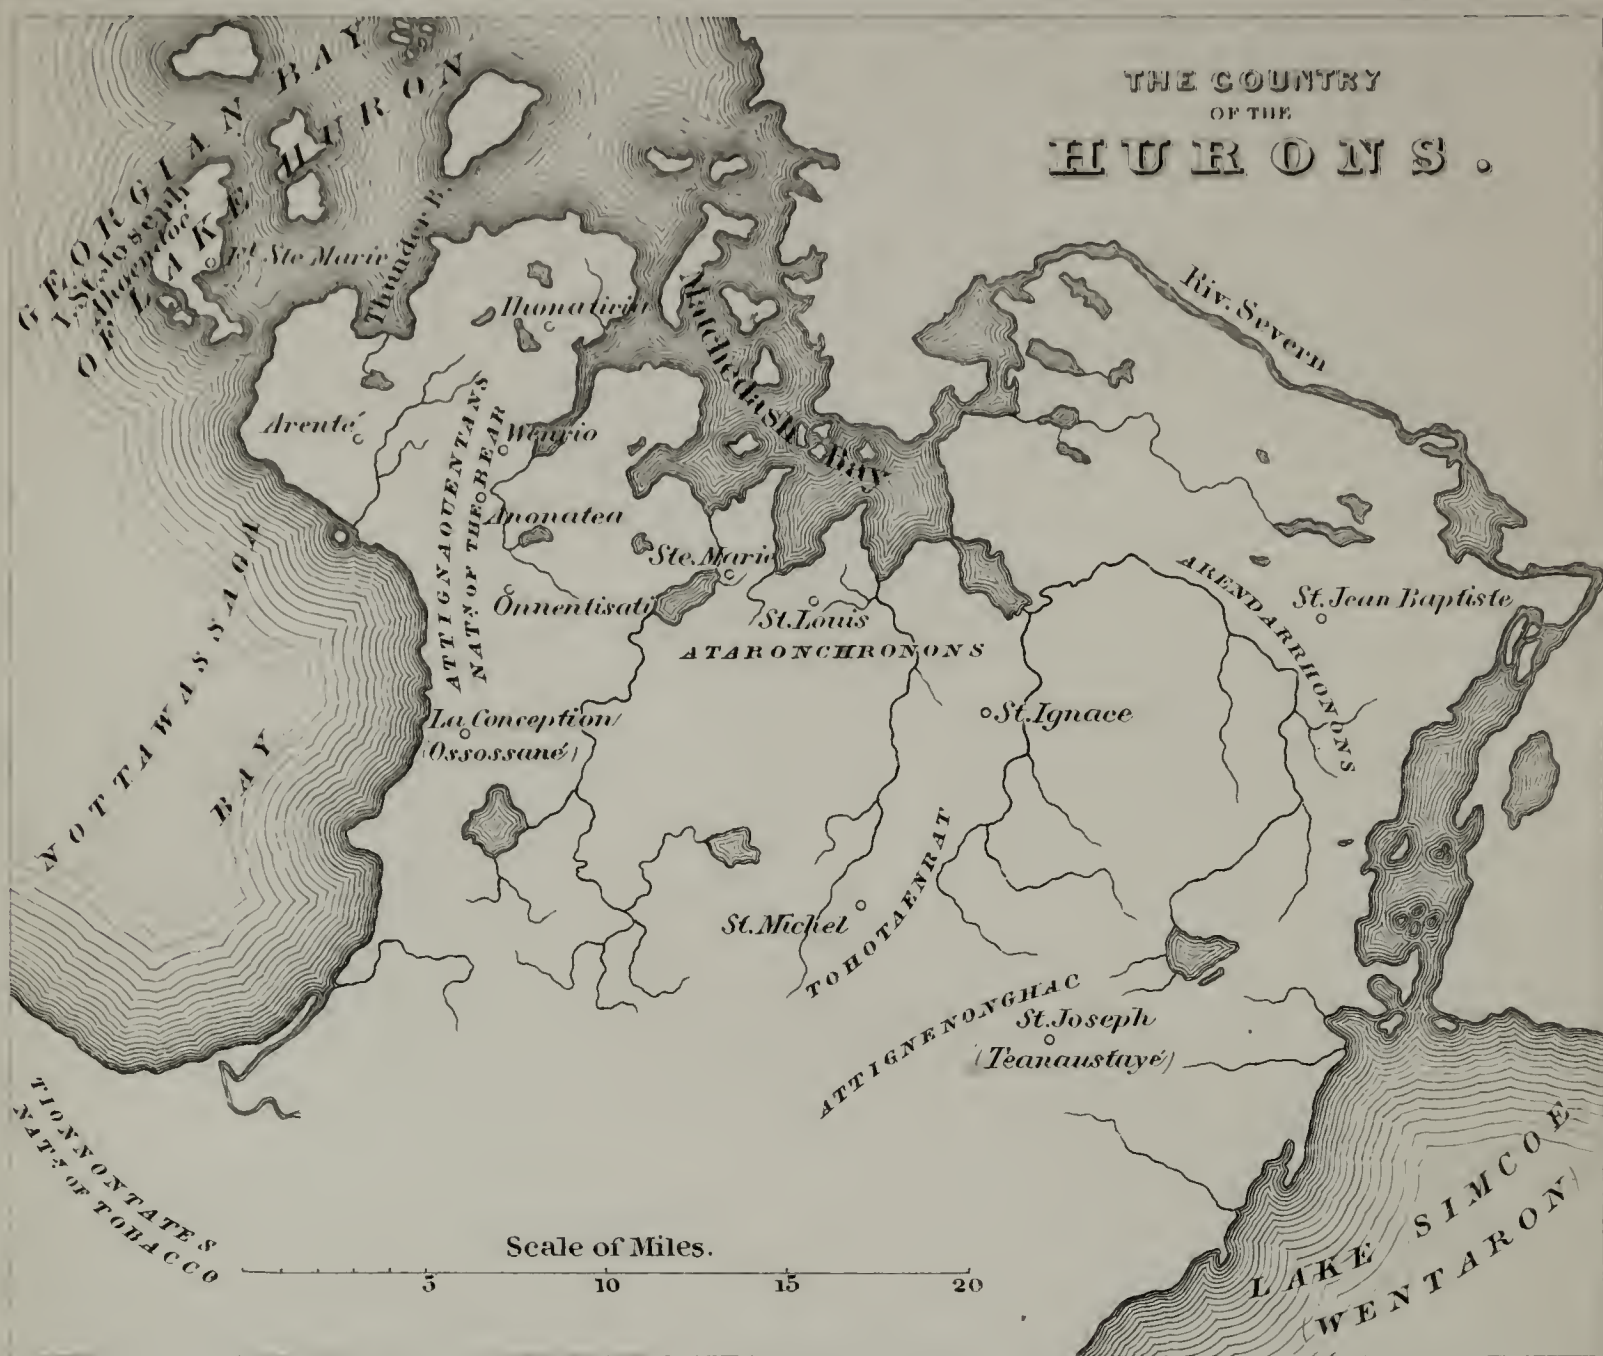 THE COUNTRY
OF THE
HURONS.
GEORGIAN BAY
OF LAKE HURON
I. St. Joseph
Ahoendoé
Ft. Ste Marie
Thunder B.
Ihonatiria
Matchedash Bay
Riv. Severn
Arenté
Wenrio
ATTIGNAOUENTANS
NATN. OF THE BEAR
Anonatea
Ste. Marie
Onnentisati
St. Louis
ATARONCHRONONS
ARENDARRHONONS
St. Jean Baptiste
NOTTAWASSAGA
BAY
La Conception
(Ossossané)
St. Ignace
St. Michel
TOHOTAENRAT
ATTIGNENONGHAC
St. Joseph
(Teanaustayé)
TIONNONTATES
NATN. OF TOBACCO
LAKE SIMCOE
(WENTARON)
Scale of Miles.
5 10 15 20